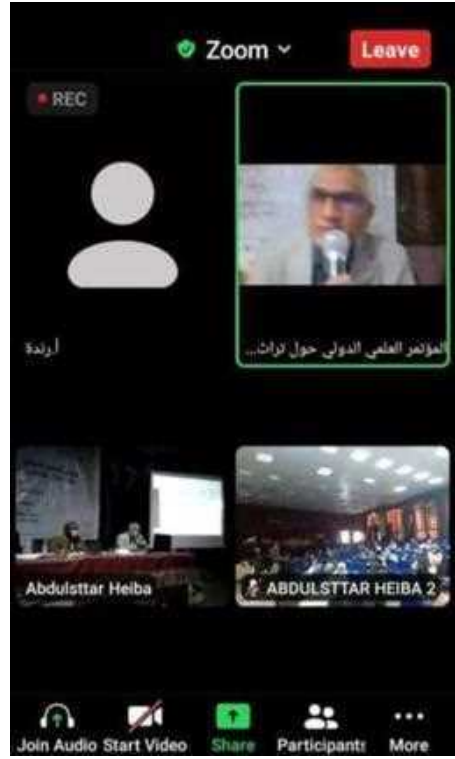 Zoom
Leave
REC
أ.رندة
المؤتمر العلمي الدولي حول تراث...
Abdulsttar Heiba
ABDULSTTAR HEIBA 2
Join Audio
Start Video
Share
Participants
More